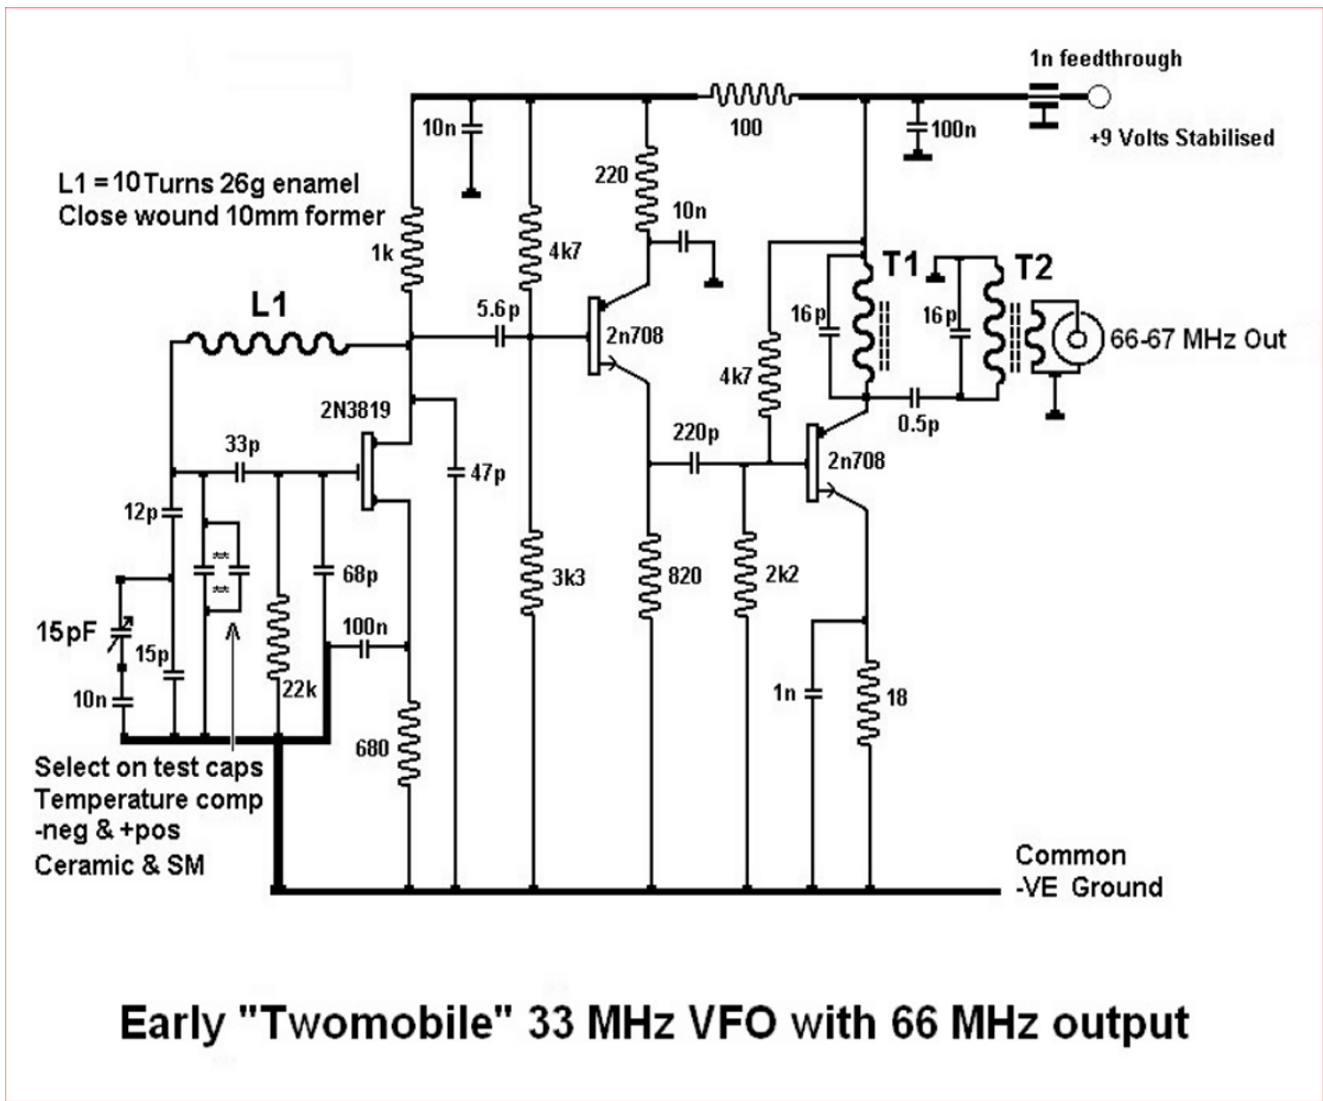 1n feedthrough
10n
100
100n
+9 Volts Stabilised
L1 = 10 Turns 26g enamel
Close wound 10mm former
220
10n
1k
4k7
T1
T2
L1
5.6p
2n708
16p
16p
66-67 MHz Out
4k7
2N3819
0.5p
33p
220p
2n708
47p
12p
**
**
68p
3k3
820
2k2
15pF
100n
15p
22k
10n
1n
18
680
Select on test caps
Temperature comp
-neg & +pos
Ceramic & SM
Common
-VE Ground
Early "Twomobile" 33 MHz VFO with 66 MHz output